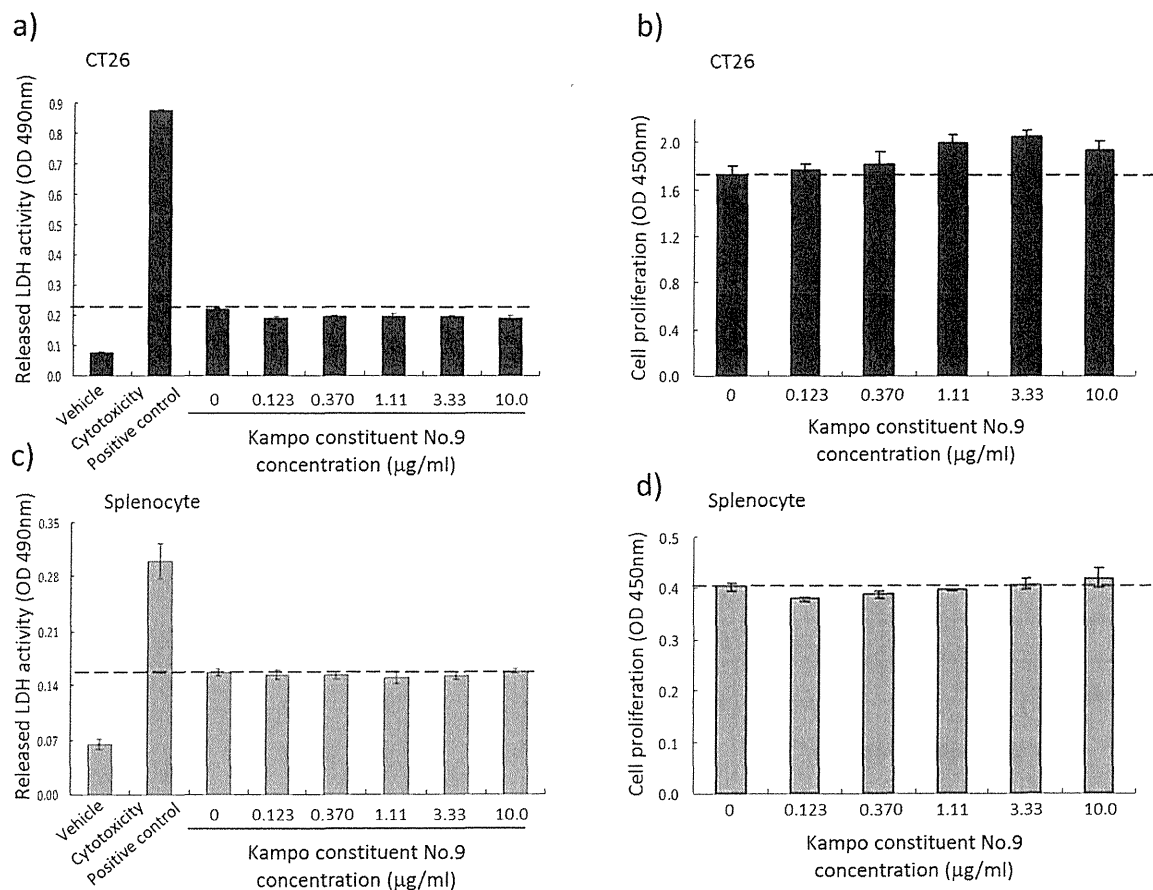 a)
CT26
Released LDH activity (OD 490nm)
0.9
0.8
0.7
0.6
0.5
0.4
0.3
0.2
0.1
0.0
Vehicle
Cytotoxicity
Positive control
0 0.123 0.370 1.11 3.33 10.0
Kampo constituent No.9
concentration (μg/ml)
b)
CT26
Cell proliferation (OD 450nm)
2.0
1.6
1.2
0.8
0.4
0.0
0 0.123 0.370 1.11 3.33 10.0
Kampo constituent No.9
concentration (μg/ml)
c)
Splenocyte
Released LDH activity (OD 490nm)
0.35
0.28
0.21
0.14
0.07
0.00
Vehicle
Cytotoxicity
Positive control
0 0.123 0.370 1.11 3.33 10.0
Kampo constituent No.9
concentration (μg/ml)
d)
Splenocyte
Cell proliferation (OD 450nm)
0.5
0.4
0.3
0.2
0.1
0.0
0 0.123 0.370 1.11 3.33 10.0
Kampo constituent No.9
concentration (μg/ml)